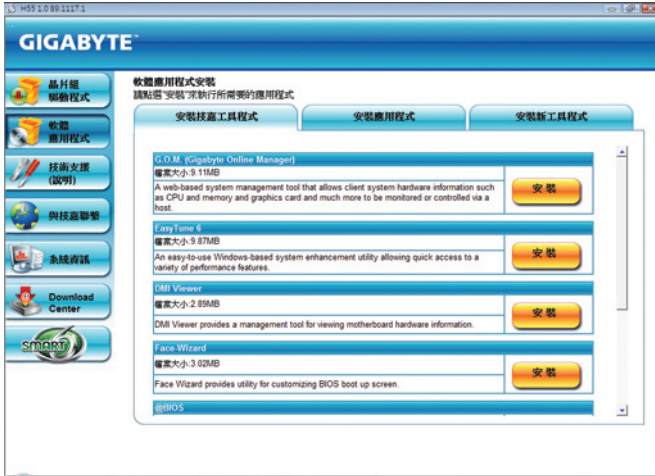 H55 1.0 B9.1117.1
GIGABYTE™
晶片組
驅動程式
軟體
應用程式
技術支援
(說明)
與技嘉聯繫
系統資訊
Download
Center
SMART
軟體應用程式安裝
請點選"安裝"來執行所需要的應用程式
安裝技嘉工具程式
安裝應用程式
安裝新工具程式
G.O.M. (Gigabyte Online Manager)
檔案大小:9.11MB
A web-based system management tool that allows client system hardware information such
as CPU and memory and graphics card and much more to be monitored or controlled via a
host.
安裝
EasyTune 6
檔案大小:9.87MB
An easy-to-use Windows-based system enhancement utility allowing quick access to a
variety of performance features.
安裝
DMI Viewer
檔案大小:2.89MB
DMI Viewer provides a management tool for viewing motherboard hardware information.
安裝
Face-Wizard
檔案大小:3.02MB
Face Wizard provides utility for customizing BIOS boot up screen.
安裝
@BIOS